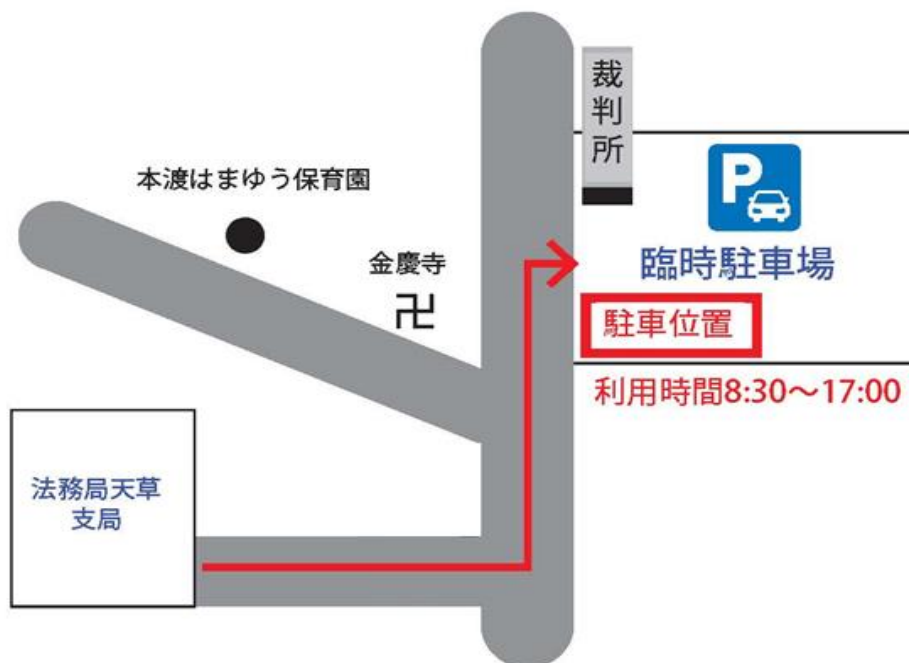 裁判所
P
本渡はまゆう保育園
金慶寺
卍
臨時駐車場
駐車位置
利用時間8:30～17:00
法務局天草
支局